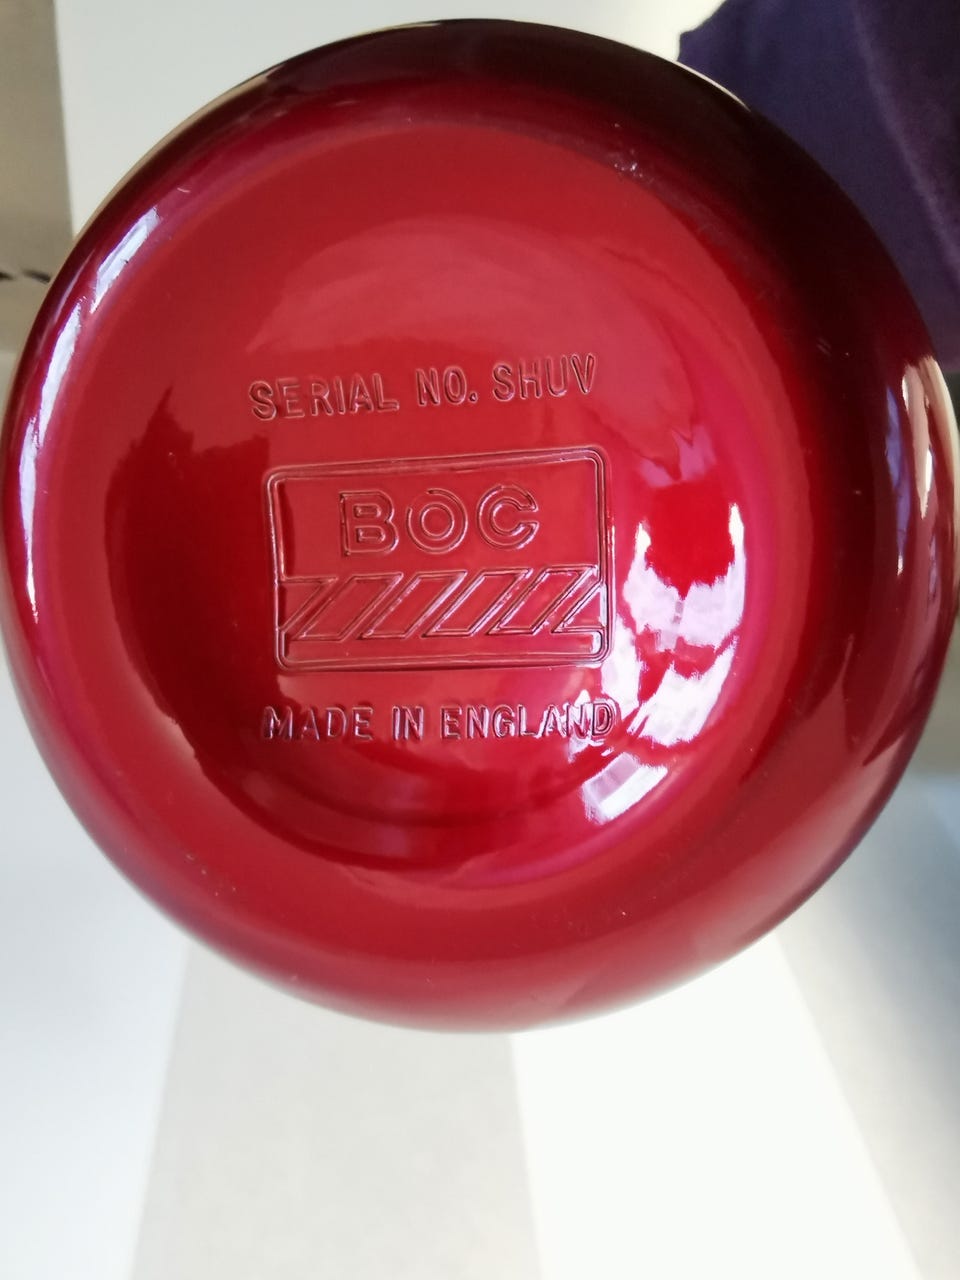 SERIAL NO. SHUV
BOC
MADE IN ENGLAND